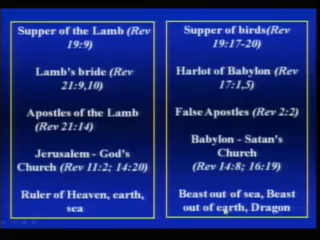 Supper of the Lamb (Rev
19:9)
Lamb's bride (Rev
21:9,10)
Apostles of the Lamb
(Rev 21:14)
Jerusalem - God's
Church (Rev 11:2; 14:20)
Ruler of Heaven, earth,
sea
Supper of birds(Rev
19:17-20)
Harlot of Babylon (Rev
17:1,5)
False Apostles (Rev 2:2)
Babylon - Satan's
Church
(Rev 14:8; 16:19)
Beast out of sea, Beast
out of earth, Dragon